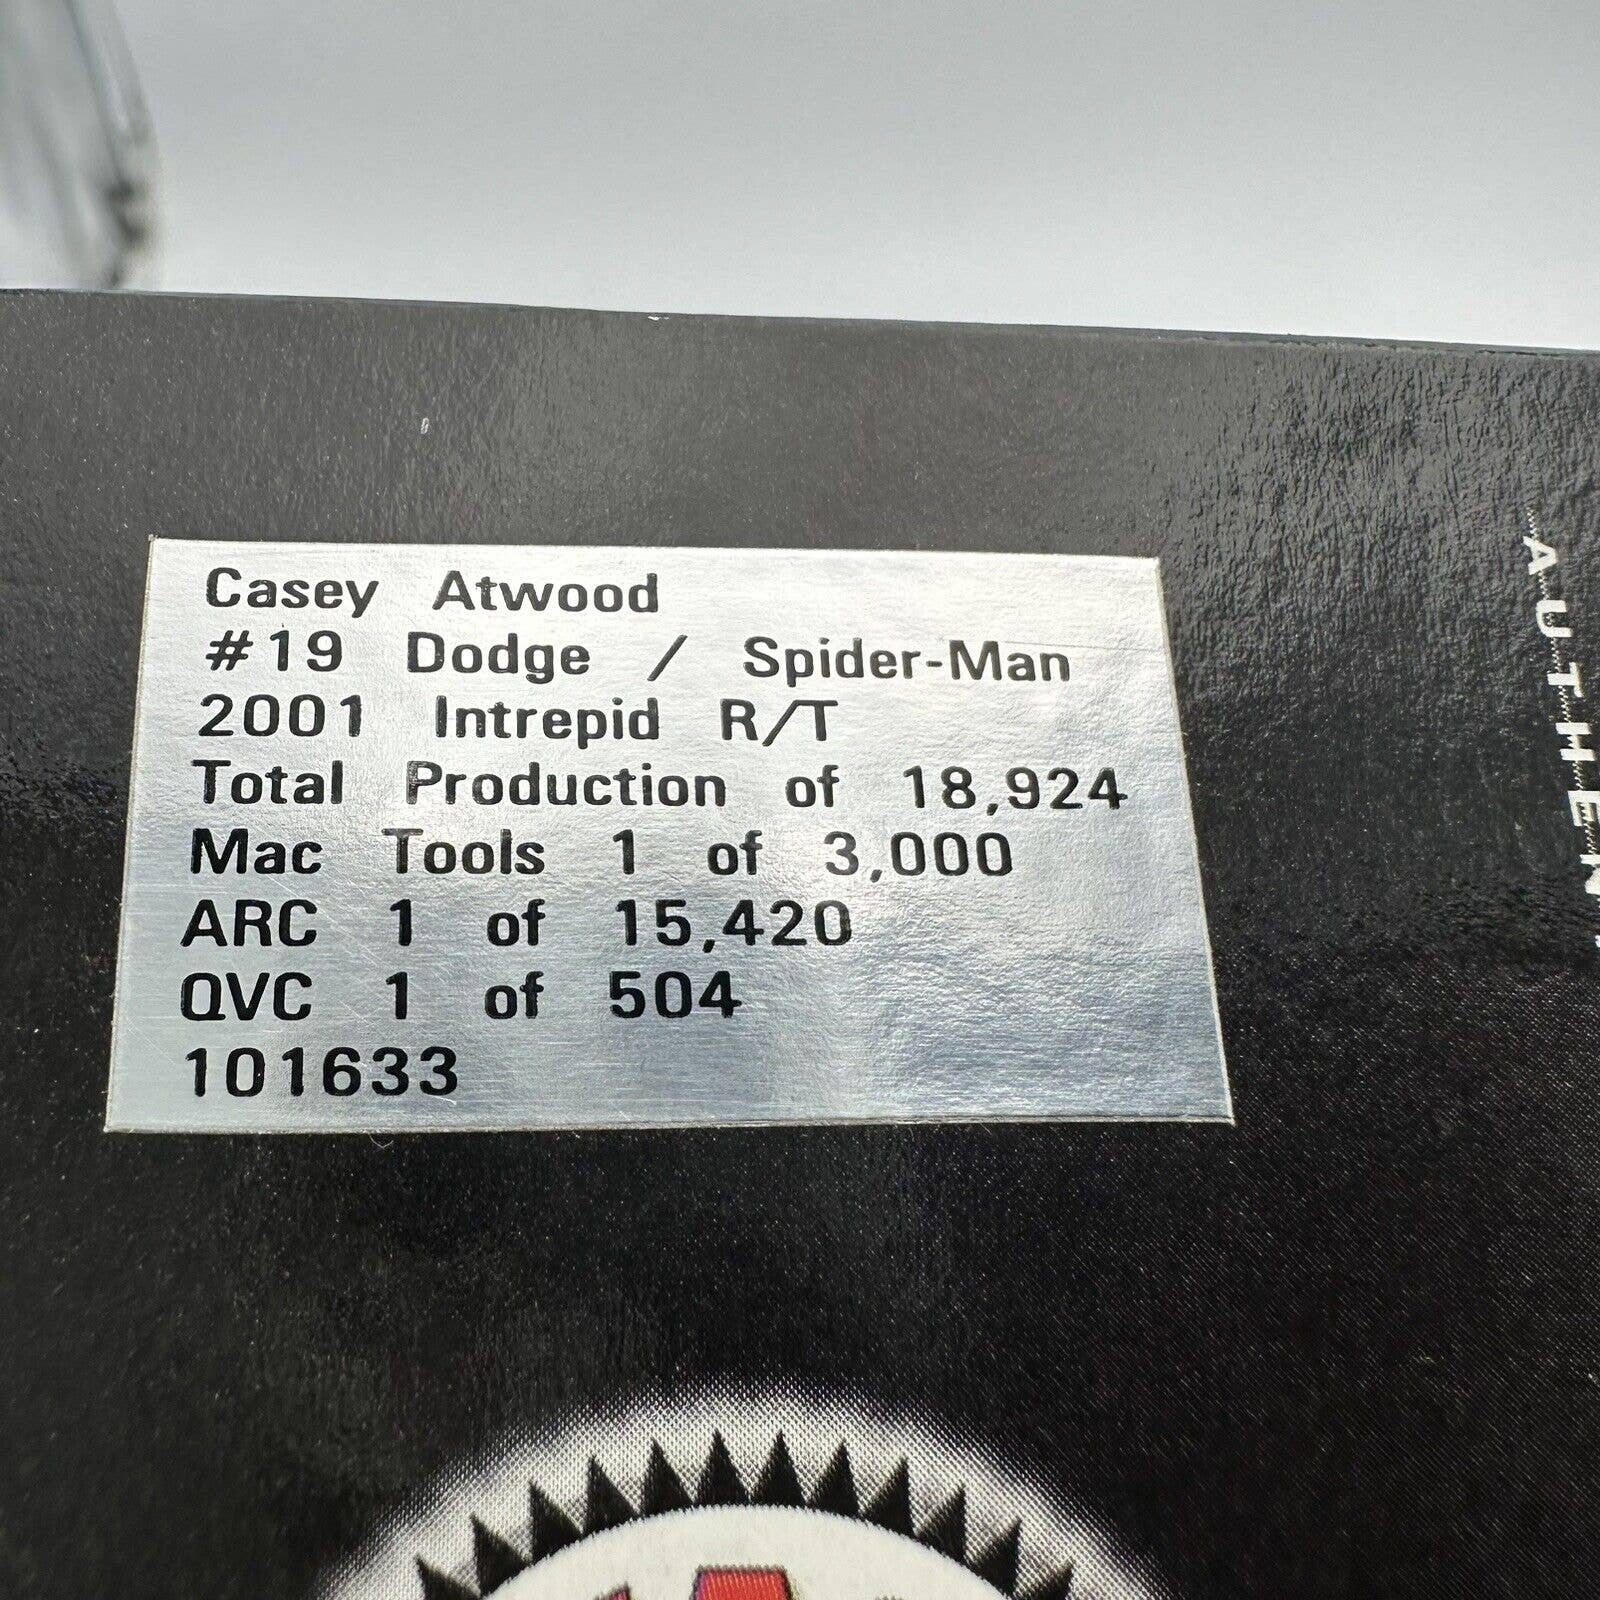 Casey Atwood
#19 Dodge / Spider-Man
2001 Intrepid R/T
Total Production of 18,924
Mac Tools 1 of 3,000
ARC 1 of 15,420
QVC 1 of 504
101633
AUTHEN